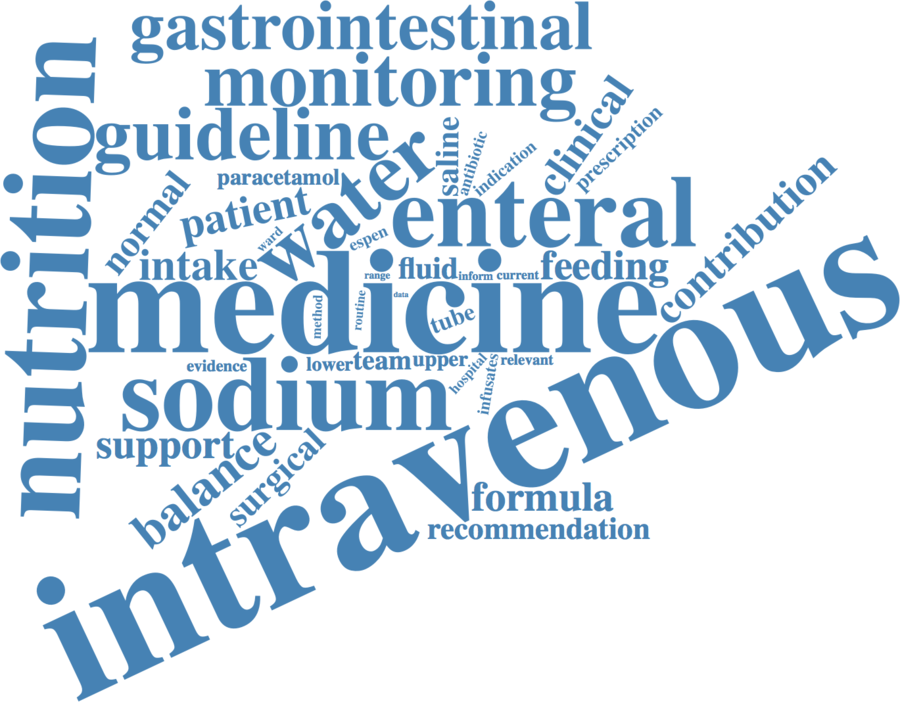 gastrointestinal
monitoring
guideline
nutrition
water
saline
antibiotic
indication
clinical
prescription
paracetamol
normal
patient
ward
espen
enteral
contribution
intake
range
fluid
inform
current
feeding
medicine
method
routine
data
tube
intravenous
evidence
lower
team
upper
hospital
infusates
relevant
sodium
support
balance
surgical
formula
recommendation